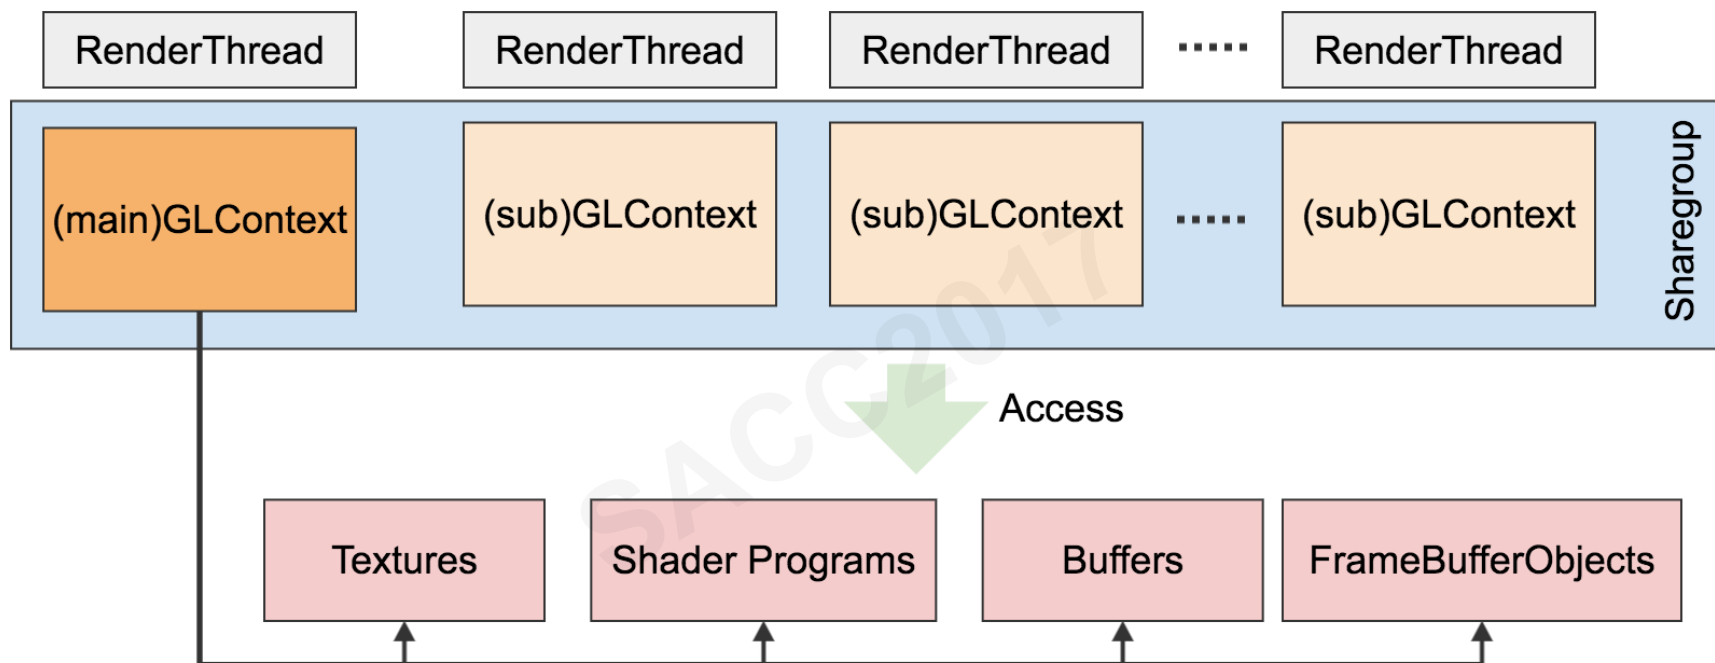 RenderThread
RenderThread
RenderThread
RenderThread
(main)GLContext
(sub)GLContext
(sub)GLContext
(sub)GLContext
Sharegroup
SACC2017
Access
Textures
Shader Programs
Buffers
FrameBufferObjects